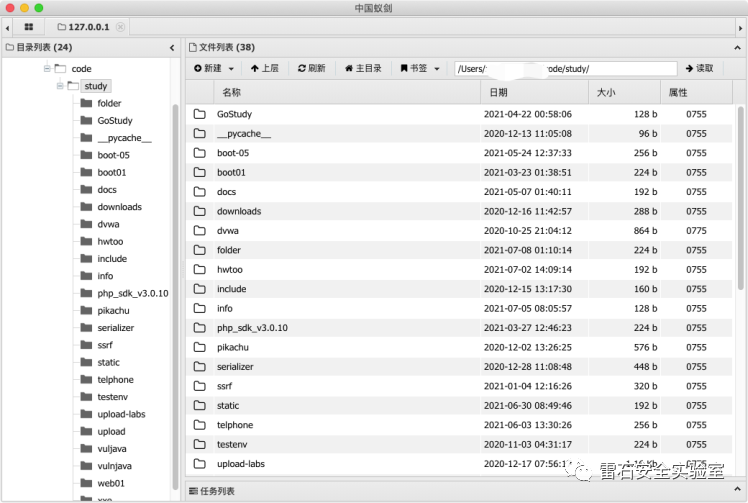 中国蚁剑
127.0.0.1
目录列表 (24)
code
study
folder
GoStudy
__pycache__
boot-05
boot01
docs
downloads
dvwa
hwtoo
include
info
php_sdk_v3.0.10
pikachu
serializer
ssrf
static
telphone
testenv
upload-labs
upload
vuljava
vulnjava
web01
文件列表 (38)
新建 上层 刷新 主目录 书签 /Users/ ode/study/ 读取
名称 日期 大小 属性
GoStudy 2021-04-22 00:58:06 128 b 0755
__pycache__ 2020-12-13 11:05:08 96 b 0755
boot-05 2021-05-24 12:37:33 256 b 0755
boot01 2021-03-23 01:38:51 224 b 0755
docs 2021-05-07 01:40:11 192 b 0755
downloads 2020-12-16 11:42:57 288 b 0755
dvwa 2020-10-25 21:04:12 864 b 0775
folder 2021-07-08 01:10:14 224 b 0755
hwtoo 2021-07-02 14:09:14 192 b 0755
include 2020-12-15 13:17:30 160 b 0755
info 2021-07-05 08:05:57 128 b 0755
php_sdk_v3.0.10 2021-03-27 12:46:23 224 b 0755
pikachu 2020-12-02 13:26:25 576 b 0755
serializer 2020-12-28 11:08:48 448 b 0755
ssrf 2021-01-04 12:16:26 320 b 0755
static 2021-06-30 08:49:46 192 b 0755
telphone 2021-06-03 13:30:26 256 b 0755
testenv 2020-11-03 04:31:17 224 b 0755
upload-labs 2020-12-17 07:56:1
雷石安全实验室
任务列表